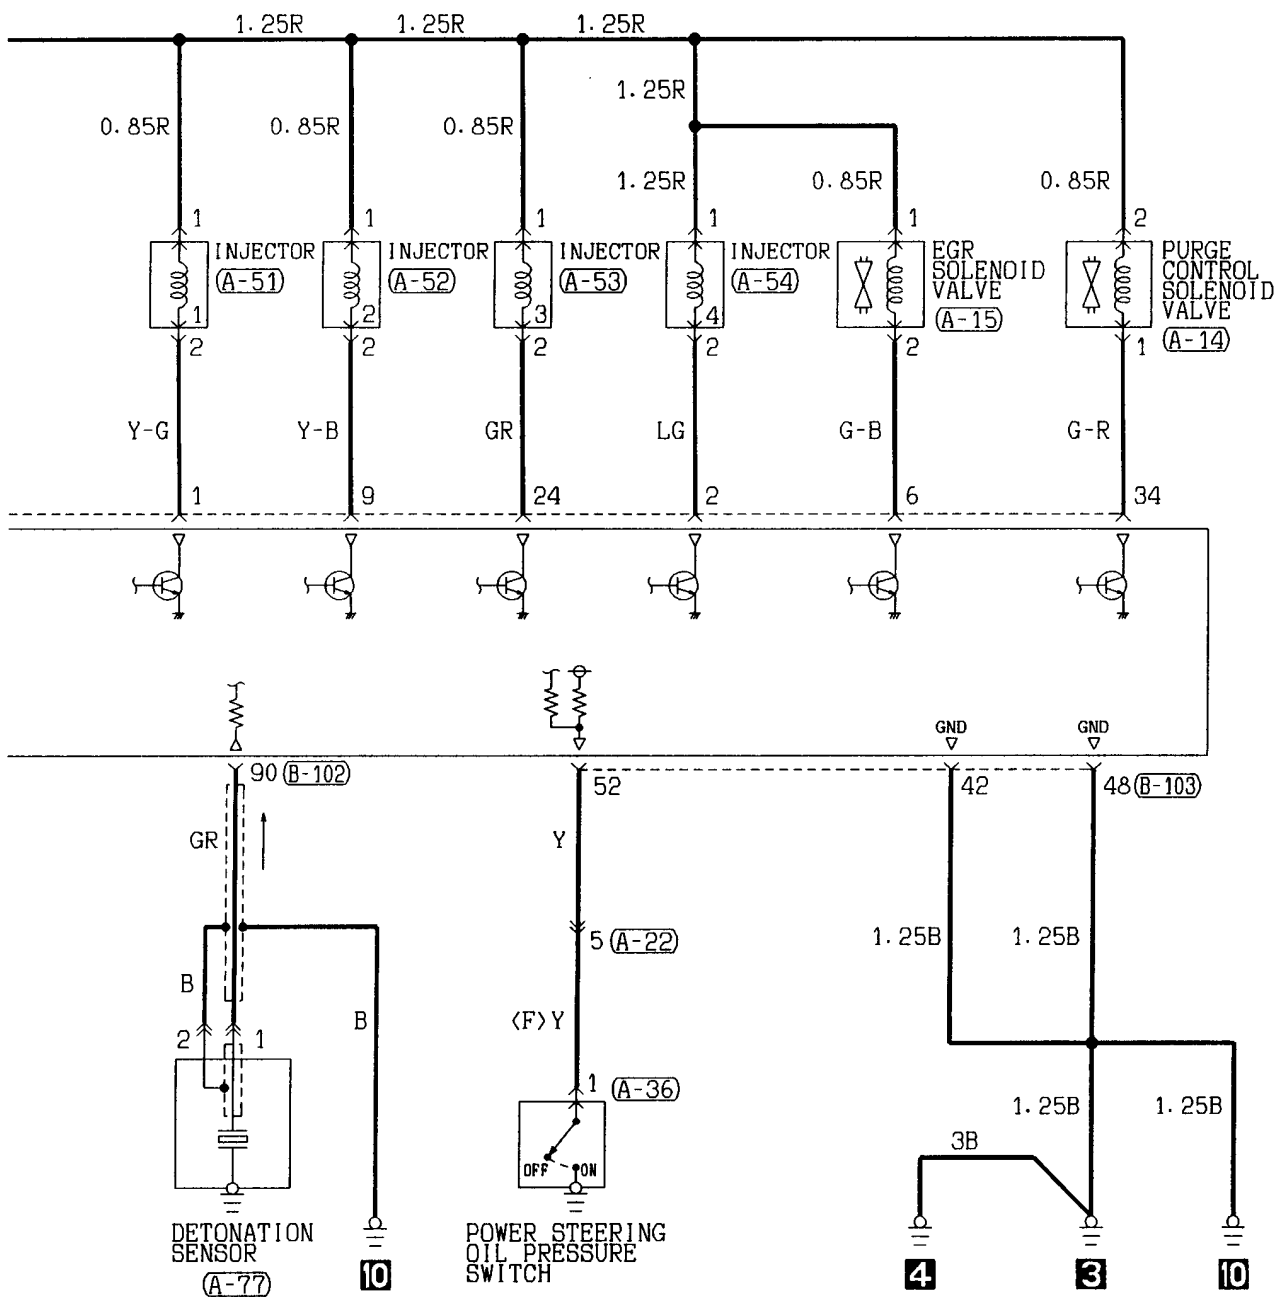 1.25R 1.25R 1.25R
1.25R
0.85R 0.85R 0.85R
1.25R 0.85R 0.85R
1 1 1 1 1 2
INJECTOR
A-51
1
INJECTOR
A-52
2
INJECTOR
A-53
3
INJECTOR
A-54
4
EGR
SOLENOID
VALVE
A-15
PURGE
CONTROL
SOLENOID
VALVE
A-14
2 2 2 2 2 1
Y-G Y-B GR LG G-B G-R
1 9 24 2 6 34
GND GND
90 B-102 52 42 48 B-103
GR Y
5 A-22
1.25B 1.25B
B B
<F>Y
2 1
1 A-36
1.25B 1.25B
3B
OFF ON
DETONATION
SENSOR
A-77
10
POWER STEERING
OIL PRESSURE
SWITCH
4 3 10